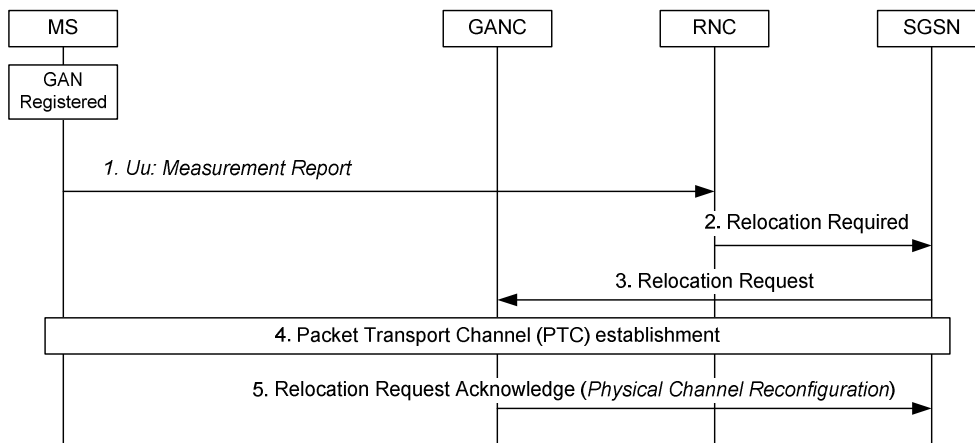 MS
GANC
RNC
SGSN
GAN
Registered
1. Uu: Measurement Report
2. Relocation Required
3. Relocation Request
4. Packet Transport Channel (PTC) establishment
5. Relocation Request Acknowledge (Physical Channel Reconfiguration)